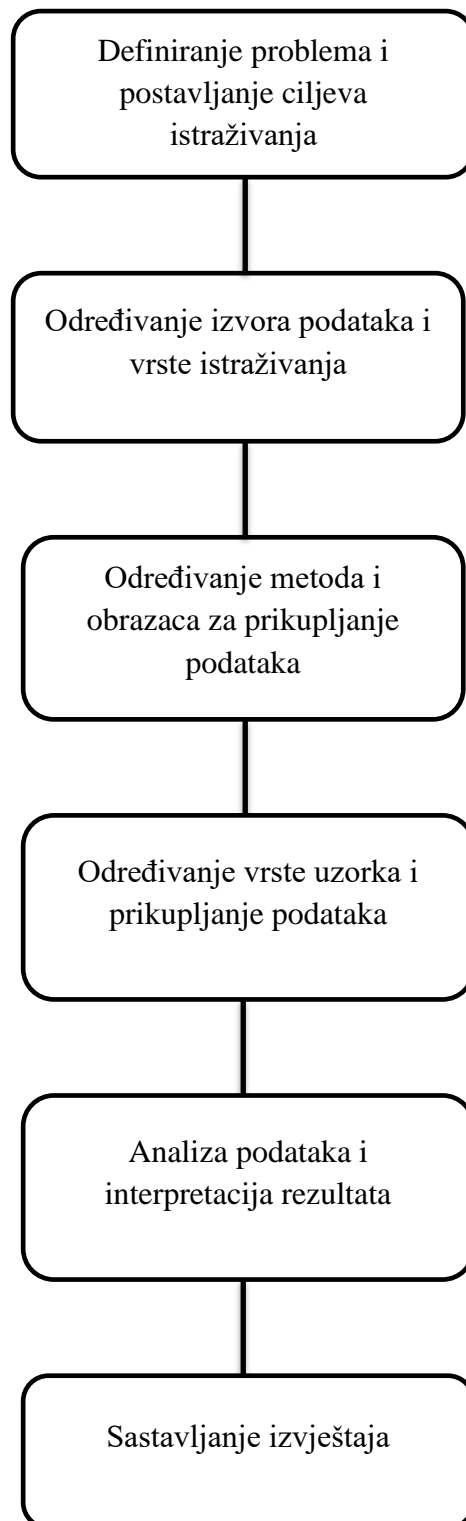 Definiranje problema i
postavljanje ciljeva
istraživanja
Određivanje izvora podataka i
vrste istraživanja
Određivanje metoda i
obrazaca za prikupljanje
podataka
Određivanje vrste uzorka i
prikupljanje podataka
Analiza podataka i
interpretacija rezultata
Sastavljanje izvještaja